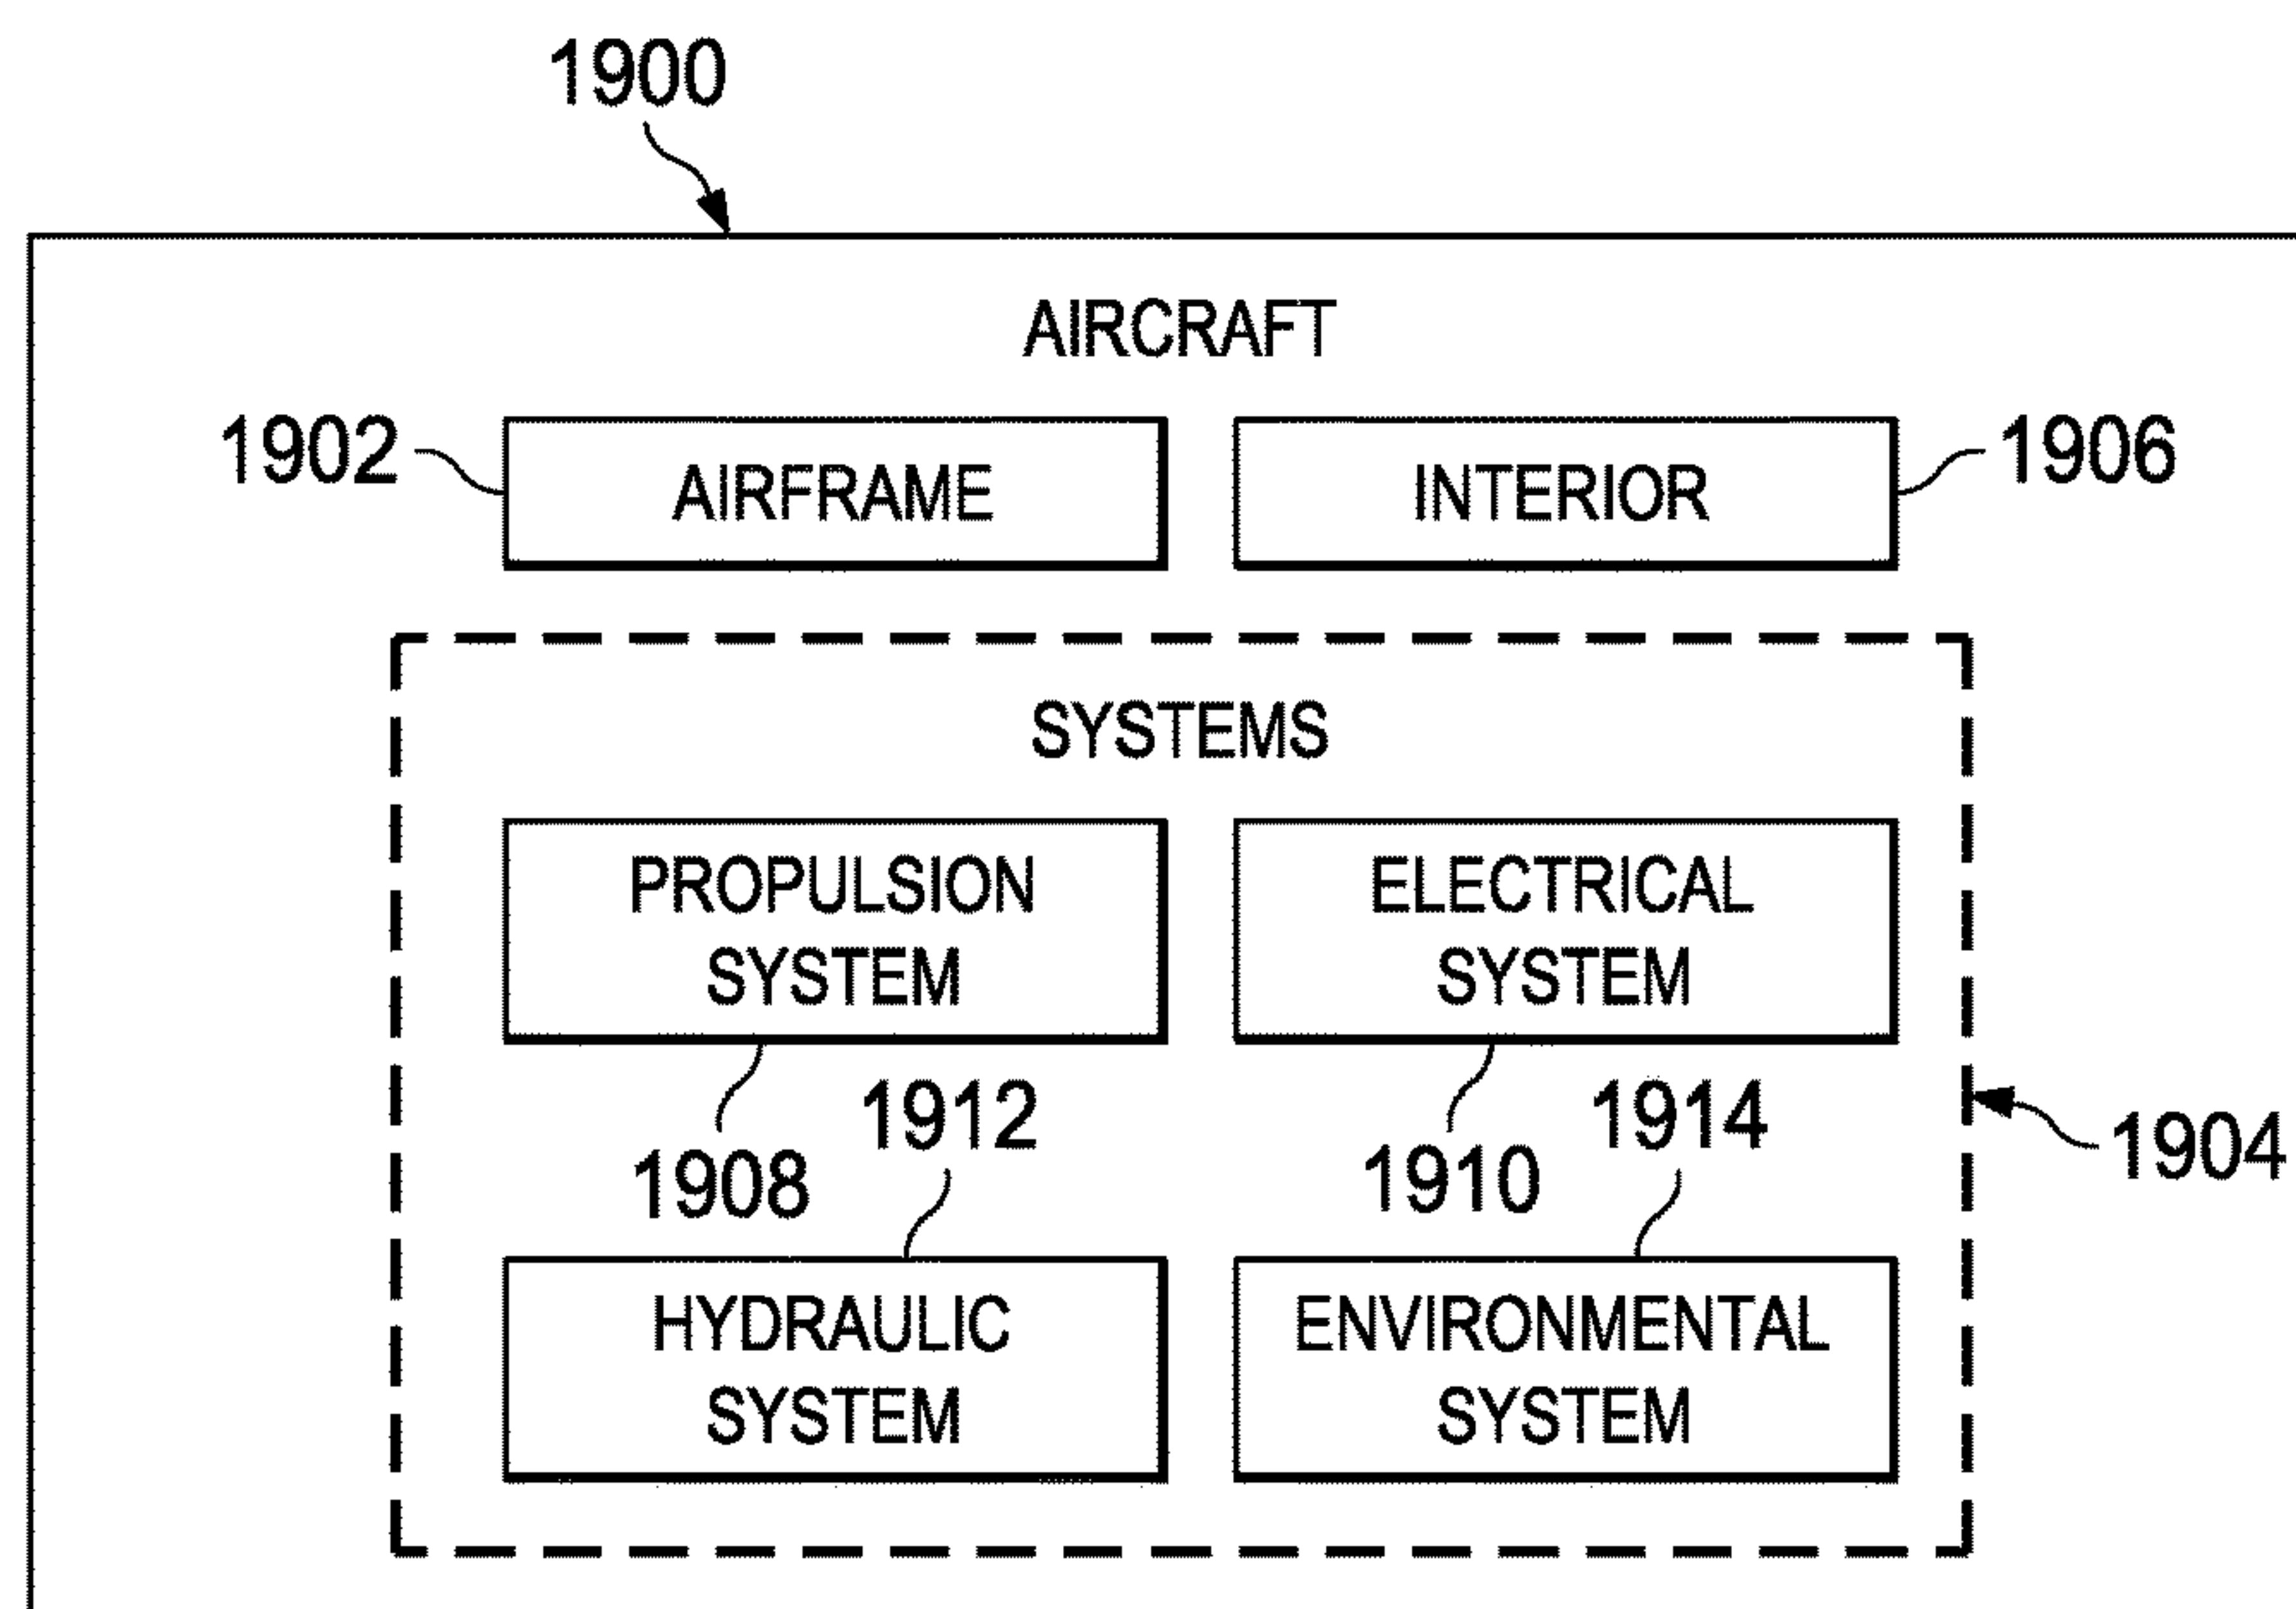 1900
AIRCRAFT
1902
AIRFRAME
INTERIOR
1906
SYSTEMS
PROPULSION
SYSTEM
ELECTRICAL
SYSTEM
1908
1912
1910
1914
1904
HYDRAULIC
SYSTEM
ENVIRONMENTAL
SYSTEM